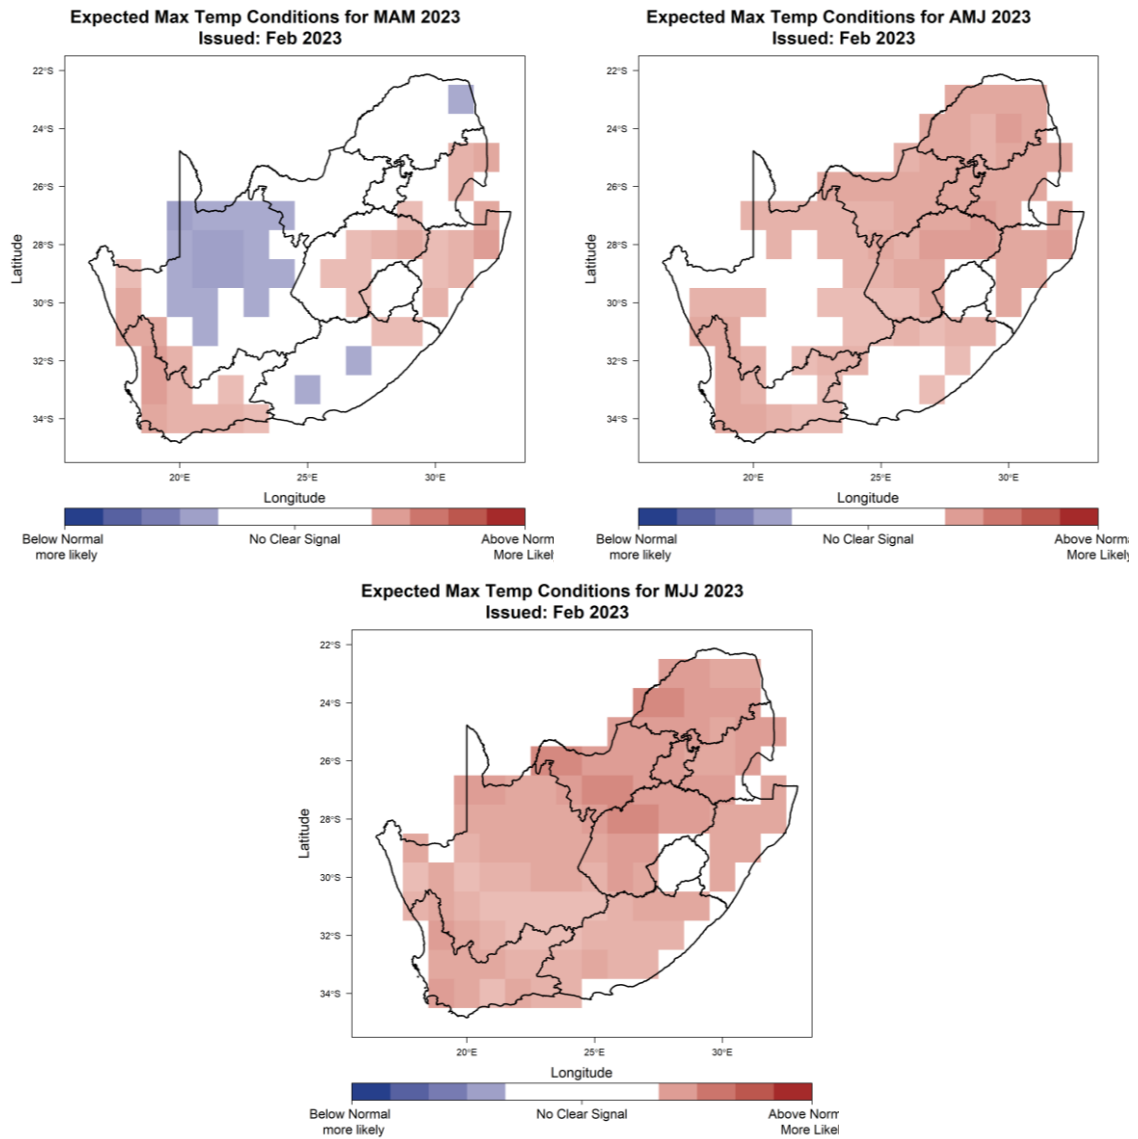 Expected Max Temp Conditions for MAM 2023
Issued: Feb 2023
22°S
24°S
26°S
28°S
30°S
32°S
34°S
Latitude
20°E
25°E
30°E
Longitude
Below Normal
more likely
No Clear Signal
Above Norm
More Likel
Expected Max Temp Conditions for AMJ 2023
Issued: Feb 2023
22°S
24°S
26°S
28°S
30°S
32°S
34°S
Latitude
20°E
25°E
30°E
Longitude
Below Normal
more likely
No Clear Signal
Above Norma
More Likely
Expected Max Temp Conditions for MJJ 2023
Issued: Feb 2023
22°S
24°S
26°S
28°S
30°S
32°S
34°S
Latitude
20°E
25°E
30°E
Longitude
Below Normal
more likely
No Clear Signal
Above Norm
More Likel